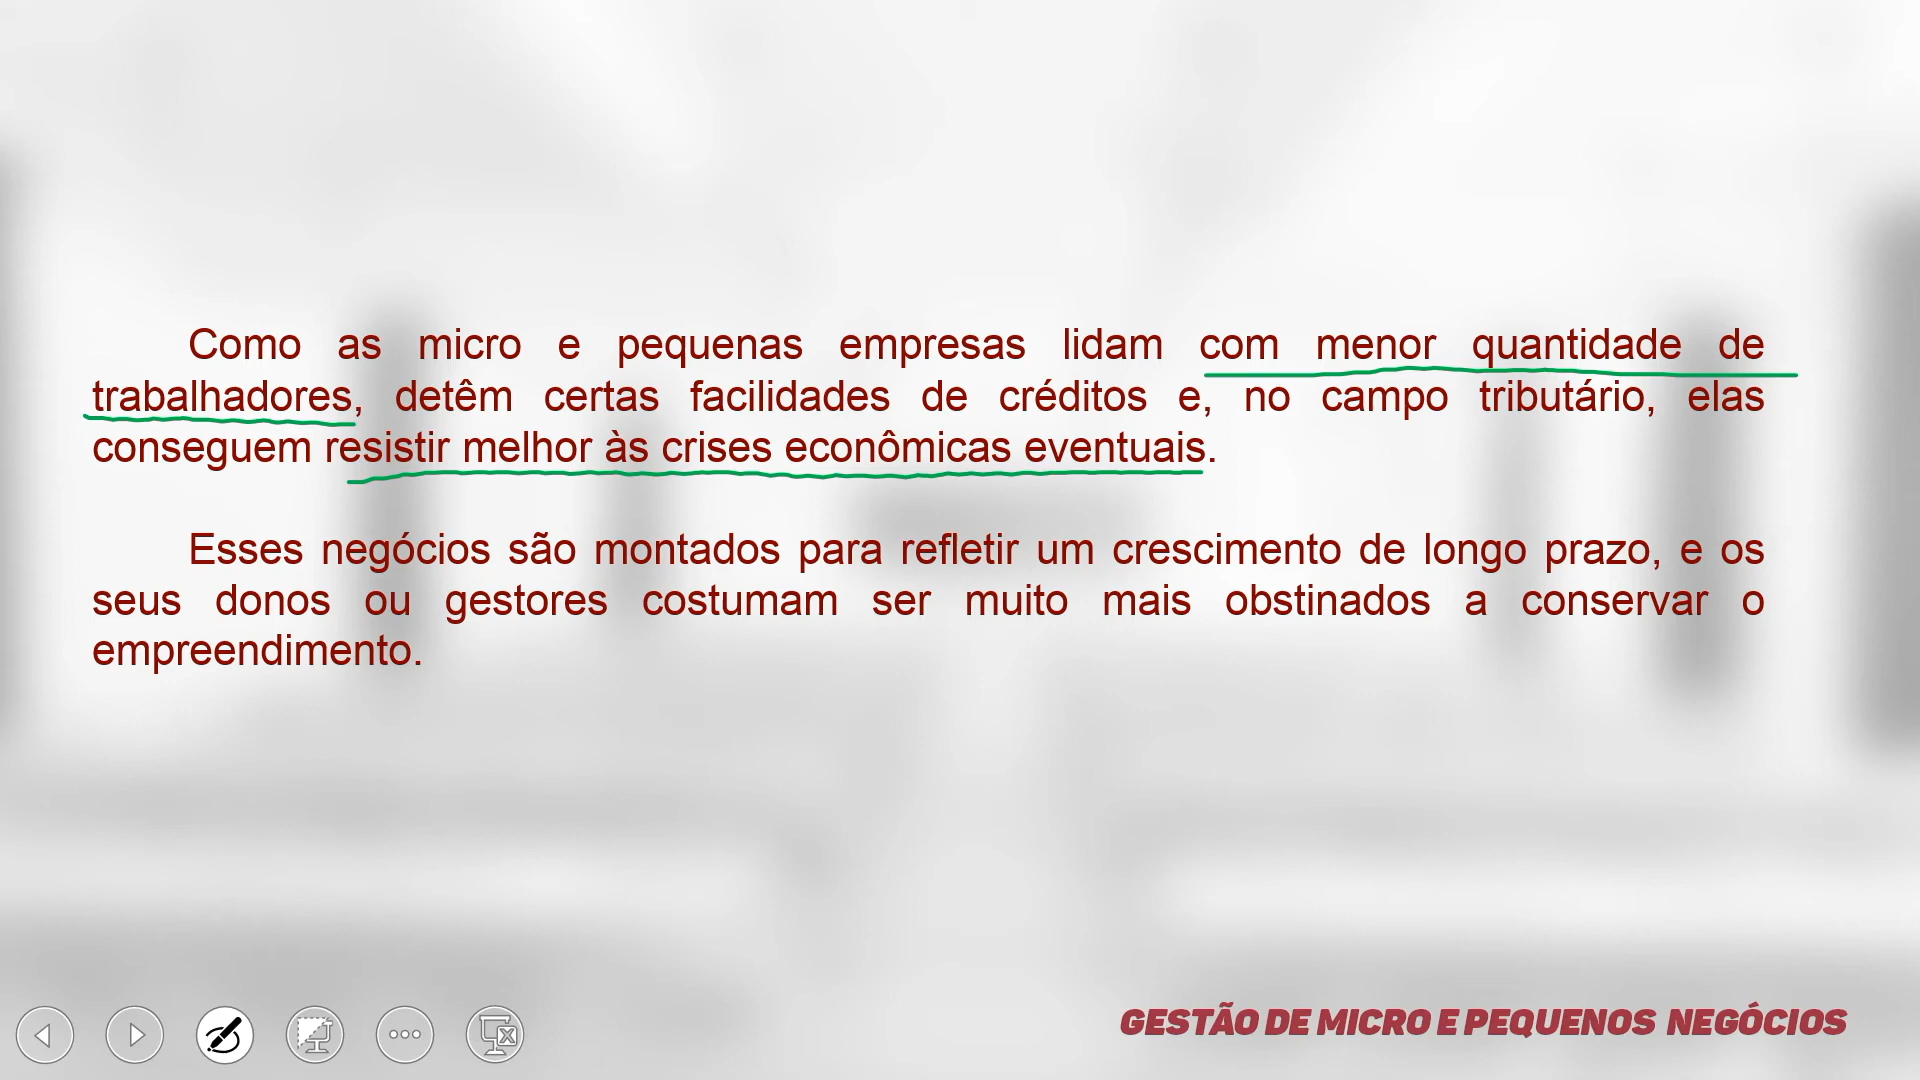 Como as micro e pequenas empresas lidam com menor quantidade de
trabalhadores, detêm certas facilidades de créditos e, no campo tributário, elas
conseguem resistir melhor às crises econômicas eventuais.
Esses negócios são montados para refletir um crescimento de longo prazo, e os
seus donos ou gestores costumam ser muito mais obstinados a conservar o
empreendimento.
GESTÃO DE MICRO E PEQUENOS NEGÓCIOS